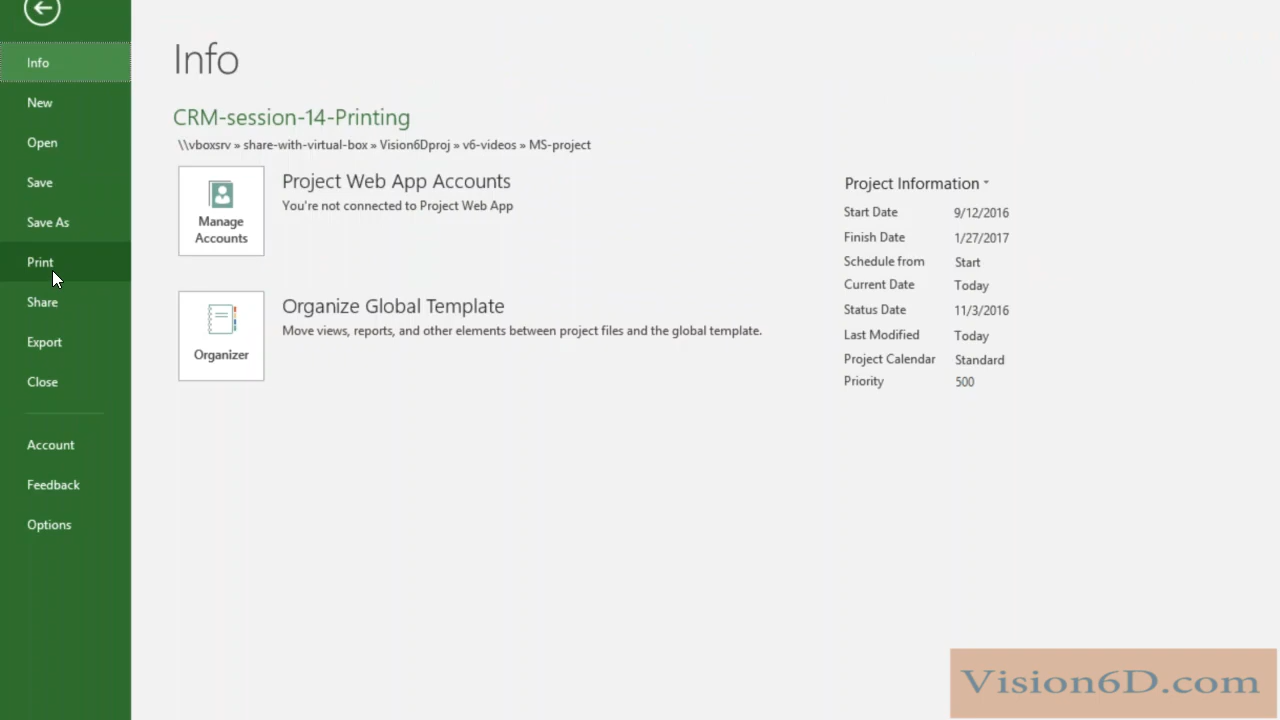 Info
New
Open
Save
Save As
Print
Share
Export
Close
Account
Feedback
Options
Info
CRM-session-14-Printing
\\vboxsrv » share-with-virtual-box » Vision6Dproj » v6-videos » MS-project
Manage
Accounts
Project Web App Accounts
You're not connected to Project Web App
Organizer
Organize Global Template
Move views, reports, and other elements between project files and the global template.
Project Information
Start Date 9/12/2016
Finish Date 1/27/2017
Schedule from Start
Current Date Today
Status Date 11/3/2016
Last Modified Today
Project Calendar Standard
Priority 500
Vision6D.com